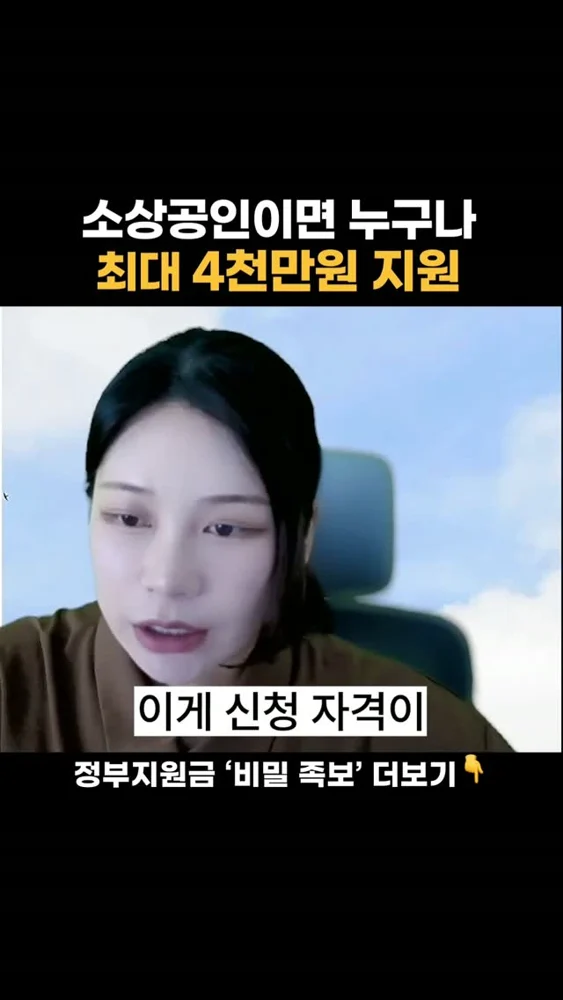 소상공인이면 누구나
최대 4천만원 지원
이게 신청 자격이
정부지원금 ‘비밀 족보’ 더보기👇